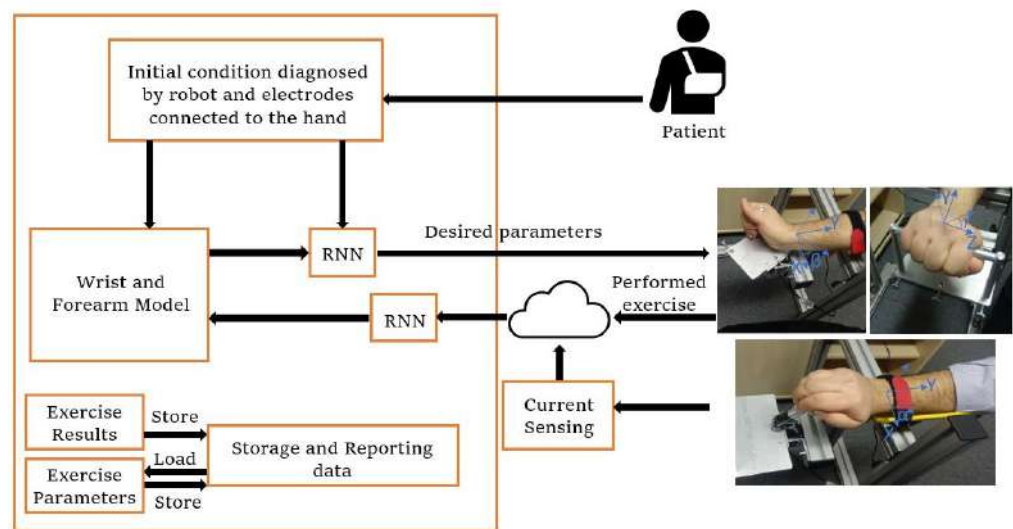 Initial condition diagnosed
by robot and electrodes
connected to the hand
Patient
Wrist and
Forearm Model
RNN
Desired parameters
RNN
Performed
exercise
Current
Sensing
Exercise
Results
Store
Storage and Reporting
data
Load
Exercise
Parameters
Store